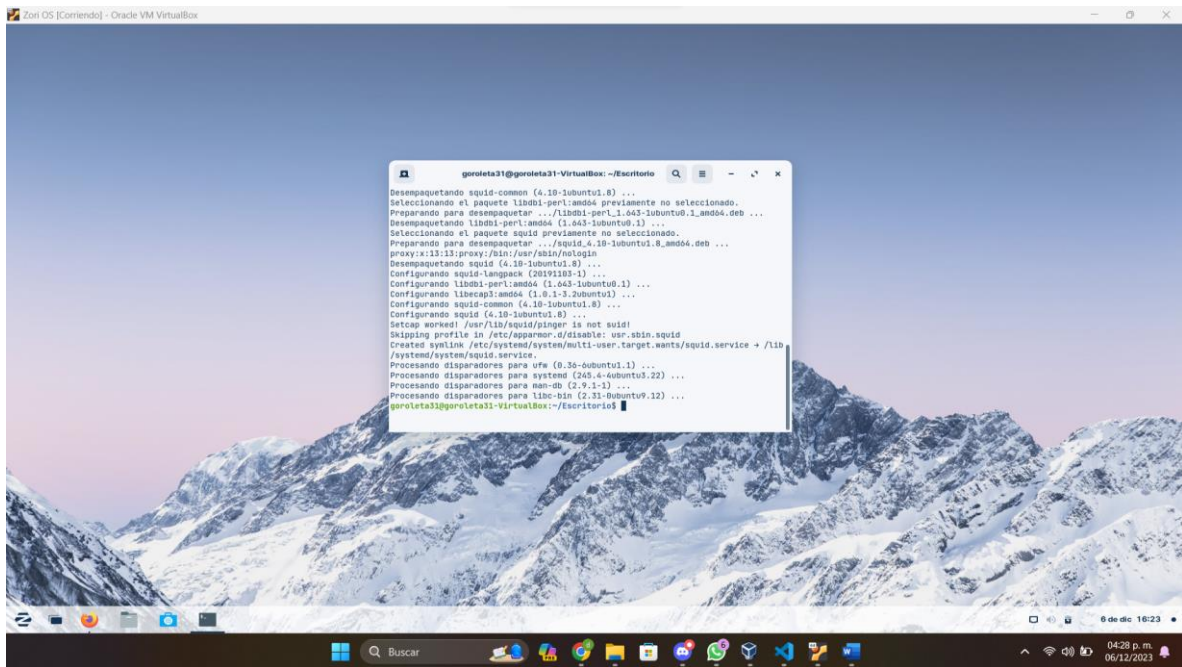 Zori OS [Corriendo] - Oracle VM VirtualBox
goroleta31@goroleta31-VirtualBox: ~/Escritorio
Desempaquetando squid-common (4.10-1ubuntu1.8) ...
Seleccionando el paquete libdbi-perl:amd64 previamente no seleccionado.
Preparando para desempaquetar .../libdbi-perl_1.643-1ubuntu0.1_amd64.deb ...
Desempaquetando libdbi-perl:amd64 (1.643-1ubuntu0.1) ...
Seleccionando el paquete squid previamente no seleccionado.
Preparando para desempaquetar .../squid_4.10-1ubuntu1.8_amd64.deb ...
proxy:x:13:13:proxy:/bin:/usr/sbin/nologin
Desempaquetando squid (4.10-1ubuntu1.8) ...
Configurando squid-langpack (20191103-1) ...
Configurando libdbi-perl:amd64 (1.643-1ubuntu0.1) ...
Configurando libecap3:amd64 (1.0.1-3.2ubuntu1) ...
Configurando squid-common (4.10-1ubuntu1.8) ...
Configurando squid (4.10-1ubuntu1.8) ...
Setcap worked! /usr/lib/squid/pinger is not suid!
Skipping profile in /etc/apparmor.d/disable: usr.sbin.squid
Created symlink /etc/systemd/system/multi-user.target.wants/squid.service → /lib
/systemd/system/squid.service.
Procesando disparadores para ufw (0.36-6ubuntu1.1) ...
Procesando disparadores para systemd (245.4-4ubuntu3.22) ...
Procesando disparadores para man-db (2.9.1-1) ...
Procesando disparadores para libc-bin (2.31-0ubuntu9.12) ...
goroleta31@goroleta31-VirtualBox:~/Escritorio$
6 de dic 16:23
Buscar
6
04:28 p. m.
06/12/2023